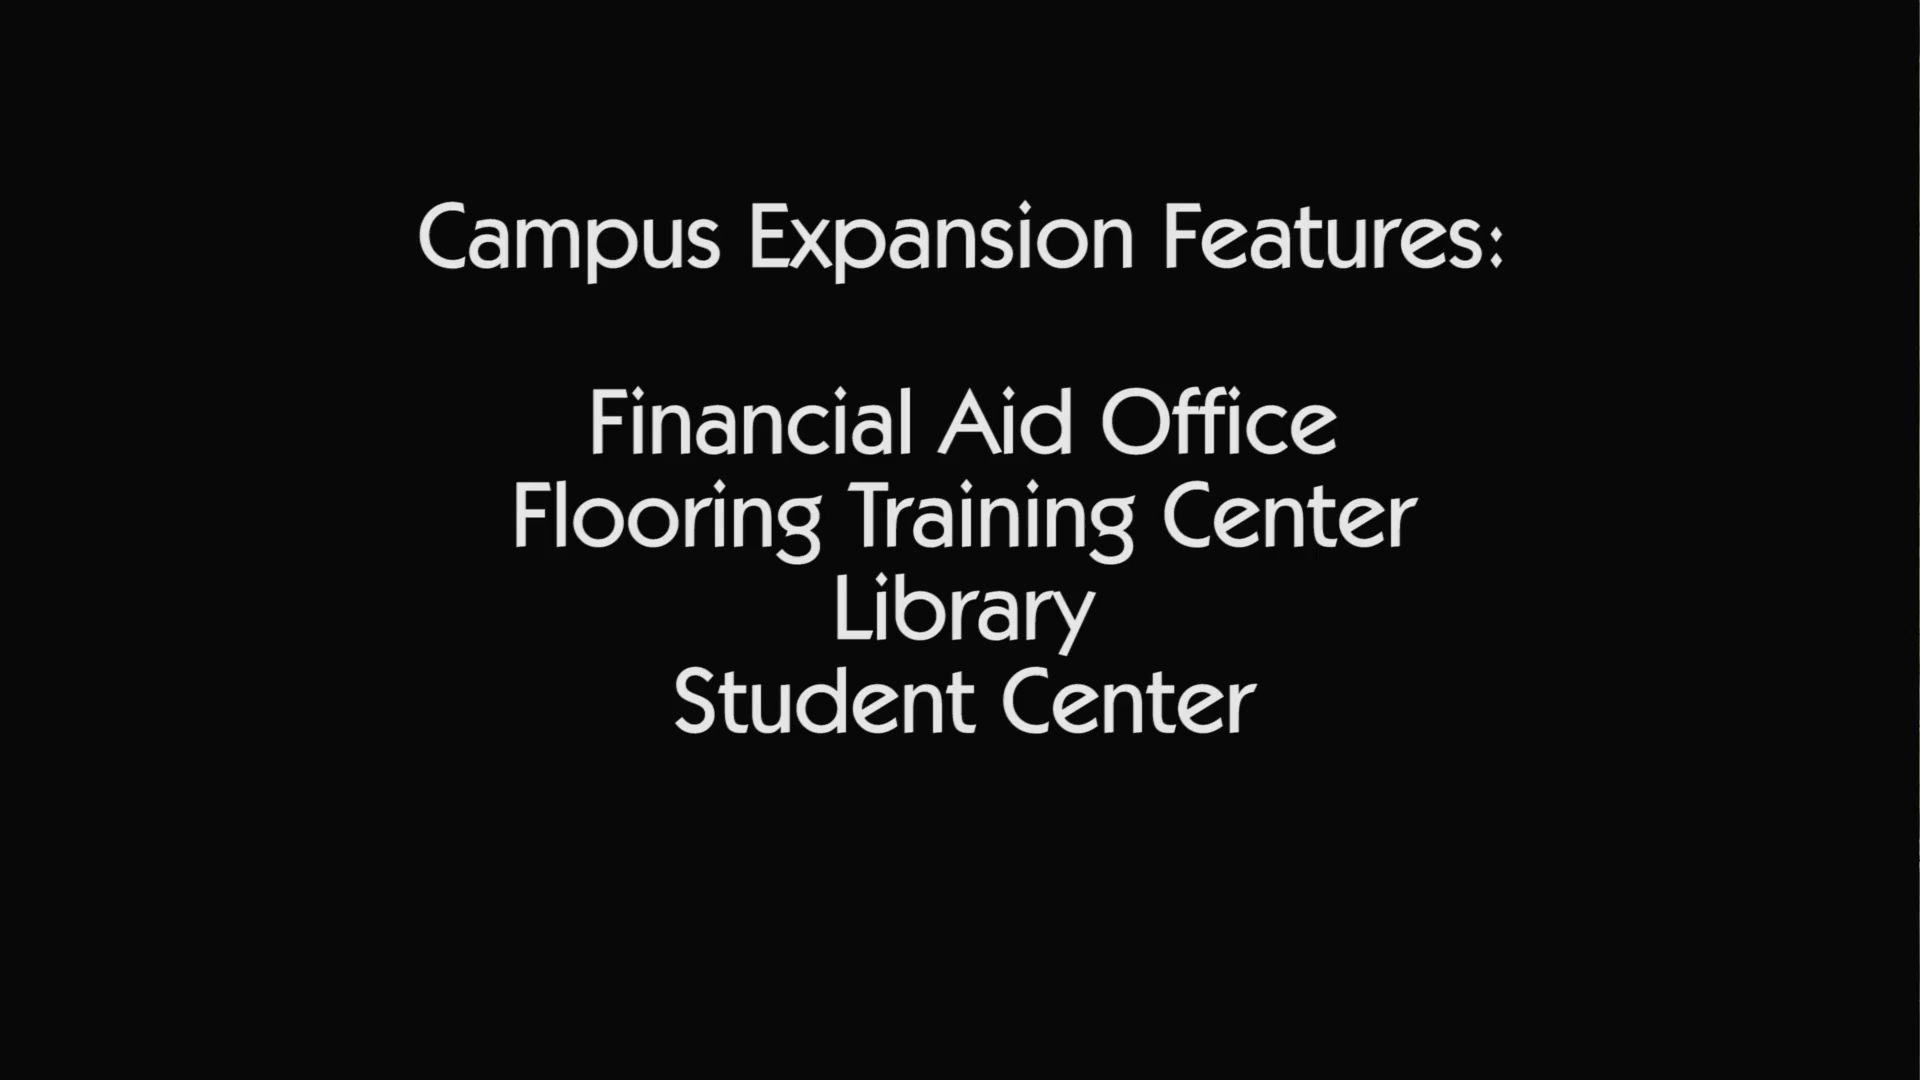 Campus Expansion Features:
Financial Aid Office
Flooring Training Center
Library
Student Center